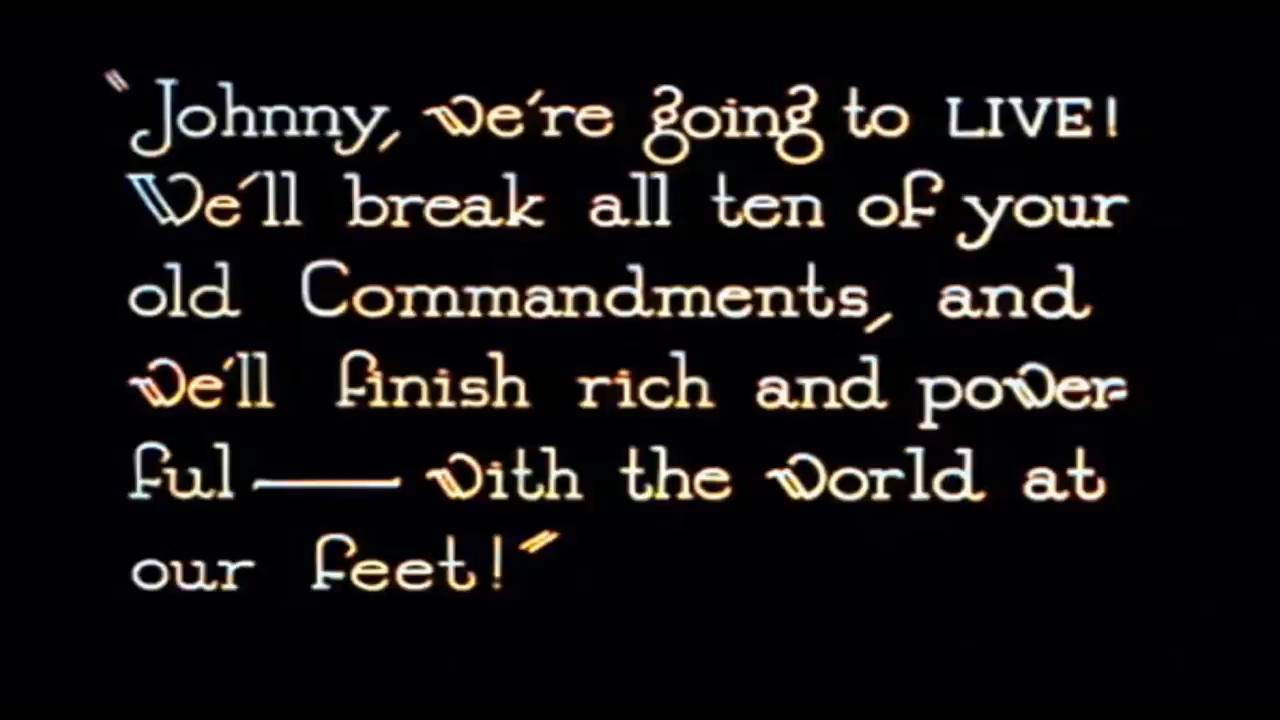 "Johnny, we're going to LIVE!
We'll break all ten of your
old Commandments, and
we'll finish rich and power-
ful — with the world at
our feet!"